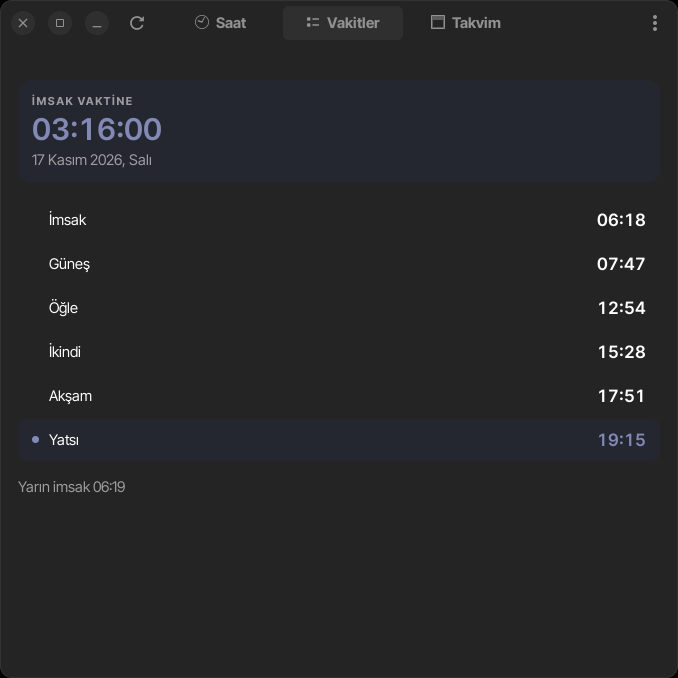 Saat
Vakitler
Takvim
İMSAK VAKTİNE
03:16:00
17 Kasım 2026, Salı
İmsak 06:18
Güneş 07:47
Öğle 12:54
İkindi 15:28
Akşam 17:51
Yatsı 19:15
Yarın imsak 06:19